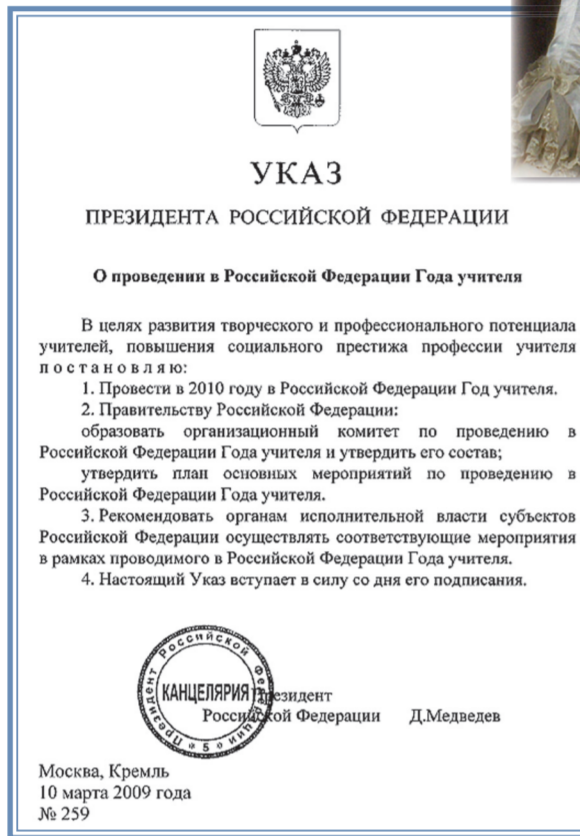 УКАЗ
ПРЕЗИДЕНТА РОССИЙСКОЙ ФЕДЕРАЦИИ
О проведении в Российской Федерации Года учителя
В целях развития творческого и профессионального потенциала
учителей, повышения социального престижа профессии учителя
п о с т а н о в л я ю:
1. Провести в 2010 году в Российской Федерации Год учителя.
2. Правительству Российской Федерации:
образовать организационный комитет по проведению в
Российской Федерации Года учителя и утвердить его состав;
утвердить план основных мероприятий по проведению в
Российской Федерации Года учителя.
3. Рекомендовать органам исполнительной власти субъектов
Российской Федерации осуществлять соответствующие мероприятия
в рамках проводимого в Российской Федерации Года учителя.
4. Настоящий Указ вступает в силу со дня его подписания.
Президент Российской Федерации
КАНЦЕЛЯРИЯ
5
Президент
Российской Федерации Д.Медведев
Москва, Кремль
10 марта 2009 года
№ 259